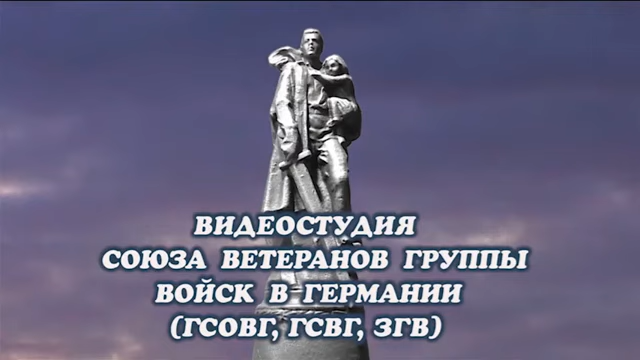 ВИДЕОСТУДИЯ
СОЮЗА ВЕТЕРАНОВ ГРУППЫ
ВОЙСК В ГЕРМАНИИ
(ГСОВГ, ГСВГ, ЗГВ)